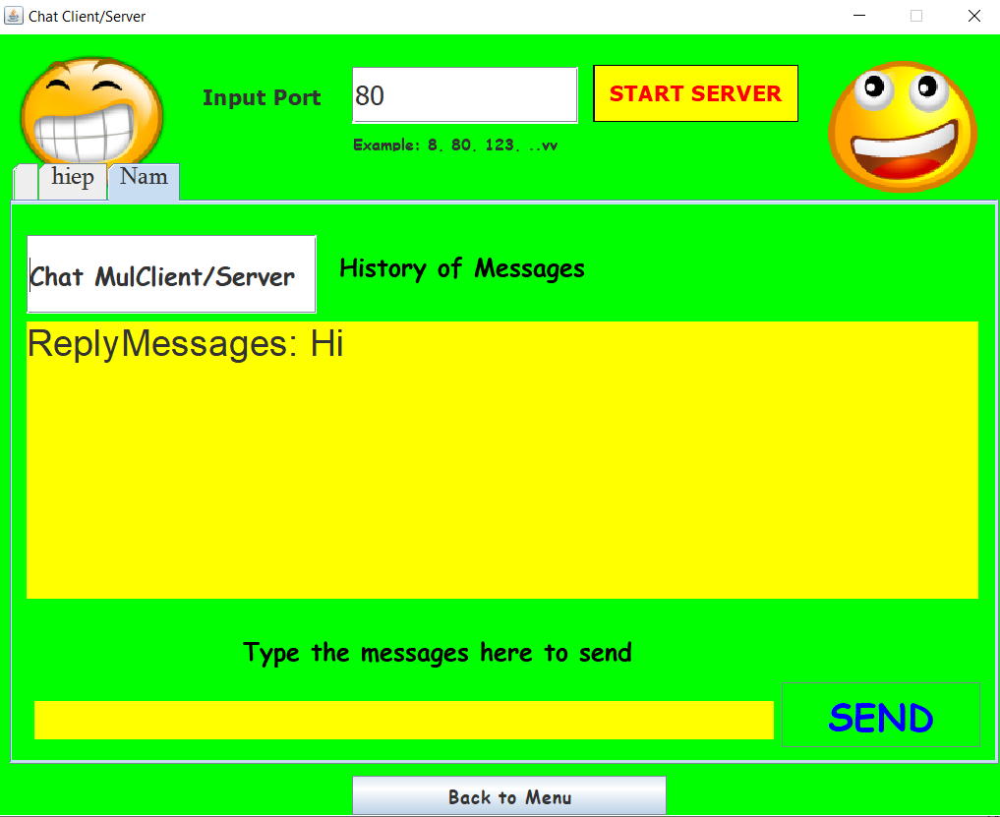 Chat Client/Server
Input Port
80
START SERVER
Example: 8, 80, 123, ..vv
hiep
Nam
Chat MulClient/Server
History of Messages
ReplyMessages: Hi
Type the messages here to send
SEND
Back to Menu